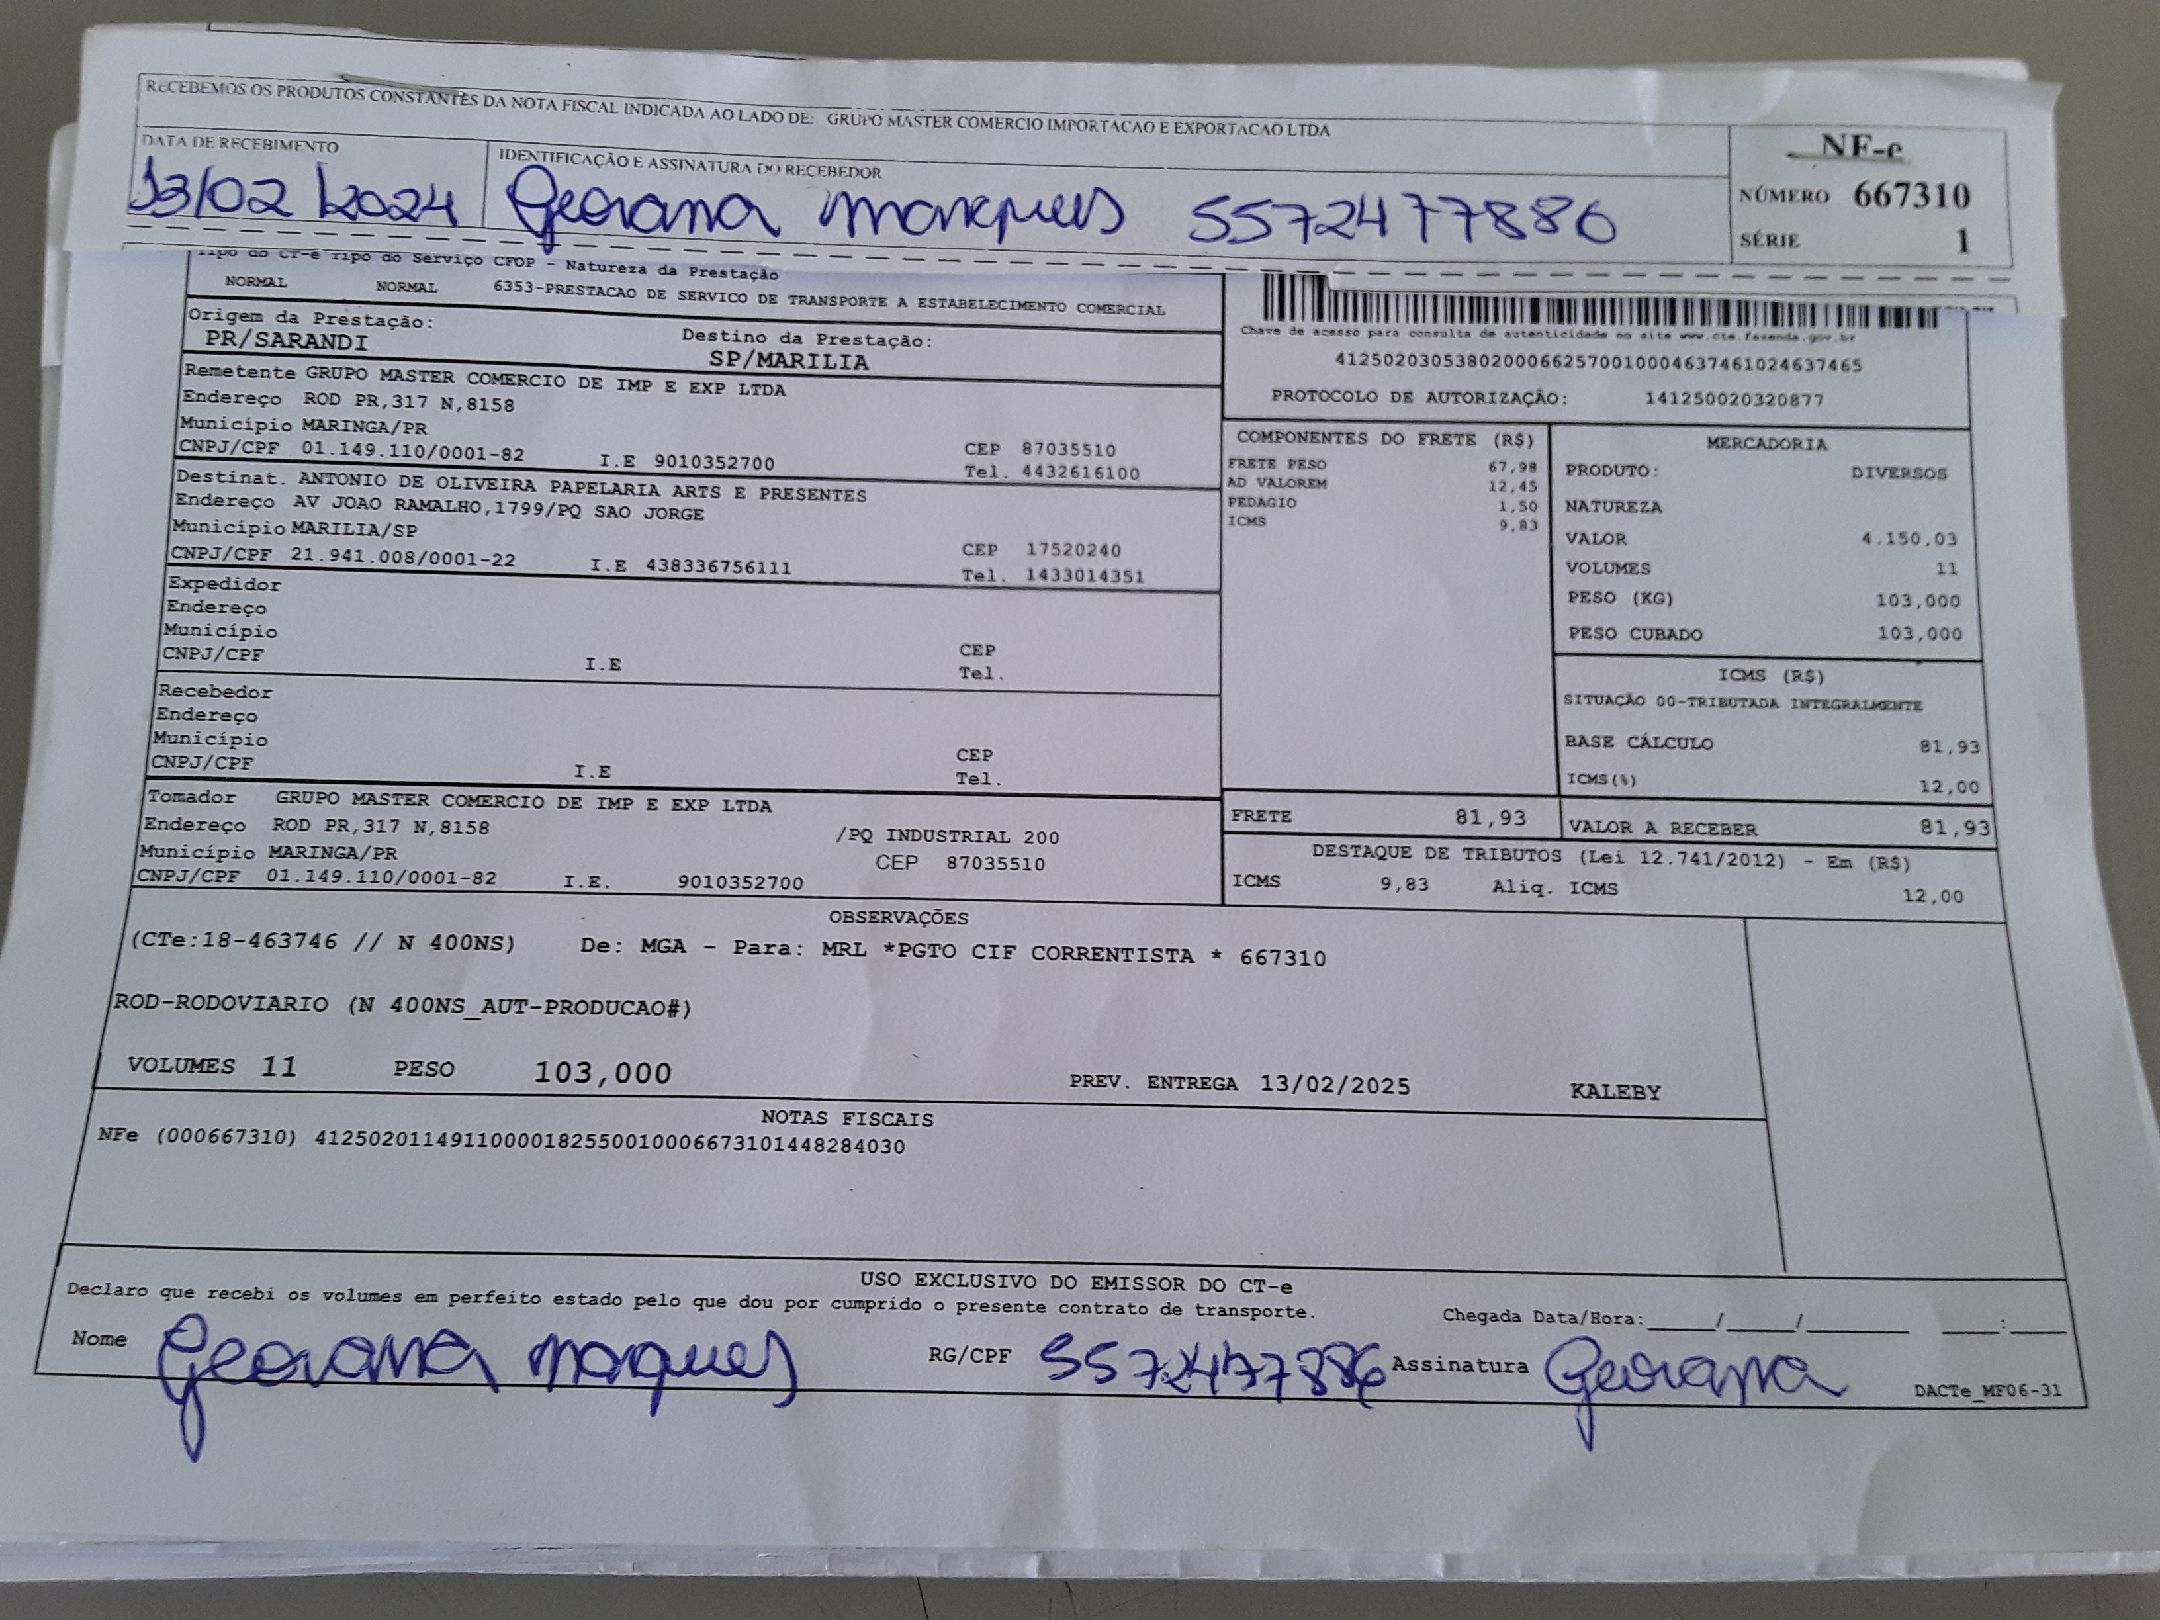 RECEBEMOS OS PRODUTOS CONSTANTES DA NOTA FISCAL INDICADA AO LADO DE: GRUPO MASTER COMERCIO IMPORTACAO E EXPORTACAO LTDA
NF-e
DATA DE RECEBIMENTO IDENTIFICAÇÃO E ASSINATURA DO RECEBEDOR
NÚMERO 667310
13/02/2024 Geovana Marques 5572477886
SÉRIE 1
Tipo do CT-e Tipo do Serviço CFOP - Natureza da Prestação
NORMAL NORMAL 6353-PRESTACAO DE SERVICO DE TRANSPORTE A ESTABELECIMENTO COMERCIAL
Origem da Prestação: Destino da Prestação:
PR/SARANDI SP/MARILIA
Remetente GRUPO MASTER COMERCIO DE IMP E EXP LTDA
Endereço ROD PR,317 N,8158
Município MARINGA/PR CEP 87035510
CNPJ/CPF 01.149.110/0001-82 I.E 9010352700 Tel. 4432616100
Destinat. ANTONIO DE OLIVEIRA PAPELARIA ARTS E PRESENTES
Endereço AV JOAO RAMALHO,1799/PQ SAO JORGE
Município MARILIA/SP CEP 17520240
CNPJ/CPF 21.941.008/0001-22 I.E 438336756111 Tel. 1433014351
Expedidor
Endereço
Município CEP
CNPJ/CPF I.E Tel.
Recebedor
Endereço
Município CEP
CNPJ/CPF I.E Tel.
Tomador GRUPO MASTER COMERCIO DE IMP E EXP LTDA
Endereço ROD PR,317 N,8158 /PQ INDUSTRIAL 200
Município MARINGA/PR CEP 87035510
CNPJ/CPF 01.149.110/0001-82 I.E. 9010352700
Chave de acesso para consulta de autenticidade no site www.cte.fazenda.gov.br
41250203053802000662570010004637461024637465
PROTOCOLO DE AUTORIZAÇÃO: 141250020320877
COMPONENTES DO FRETE (R$)
FRETE PESO 67,98
AD VALOREM 12,45
PEDAGIO 1,50
ICMS 9,83
MERCADORIA
PRODUTO: DIVERSOS
NATUREZA
VALOR 4.150,03
VOLUMES 11
PESO (KG) 103,000
PESO CUBADO 103,000
ICMS (R$)
SITUAÇÃO 00-TRIBUTADA INTEGRALMENTE
BASE CÁLCULO 81,93
ICMS(%) 12,00
FRETE 81,93 VALOR A RECEBER 81,93
DESTAQUE DE TRIBUTOS (Lei 12.741/2012) - Em (R$)
ICMS 9,83 Aliq. ICMS 12,00
OBSERVAÇÕES
(CTe:18-463746 // N 400NS) De: MGA - Para: MRL *PGTO CIF CORRENTISTA * 667310
ROD-RODOVIARIO (N 400NS_AUT-PRODUCAO#)
VOLUMES 11 PESO 103,000 PREV. ENTREGA 13/02/2025 KALEBY
NOTAS FISCAIS
NFe (000667310) 41250201149110000182550010006673101448284030
USO EXCLUSIVO DO EMISSOR DO CT-e
Declaro que recebi os volumes em perfeito estado pelo que dou por cumprido o presente contrato de transporte. Chegada Data/Hora:_____/_____/________ ____:____
Nome Geovana Marques RG/CPF 5572477886 Assinatura Geovana
DACTe_MF06-31